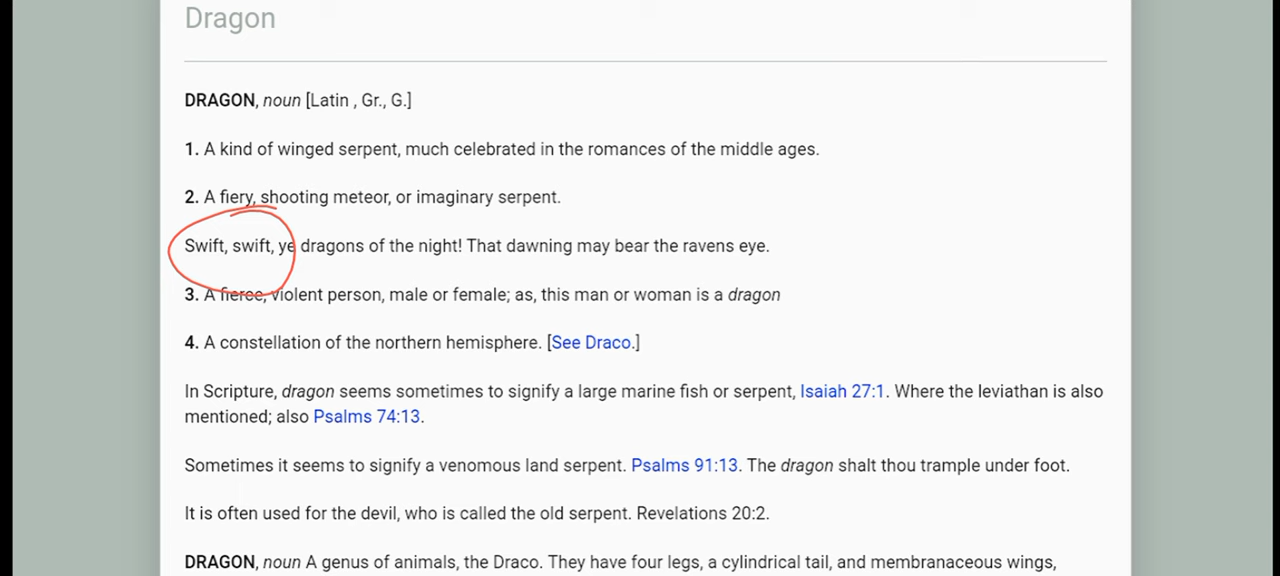 Dragon
DRAGON, noun [Latin , Gr., G.]
1. A kind of winged serpent, much celebrated in the romances of the middle ages.
2. A fiery, shooting meteor, or imaginary serpent.
Swift, swift, ye dragons of the night! That dawning may bear the ravens eye.
3. A fierce, violent person, male or female; as, this man or woman is a dragon
4. A constellation of the northern hemisphere. [See Draco.]
In Scripture, dragon seems sometimes to signify a large marine fish or serpent, Isaiah 27:1. Where the leviathan is also
mentioned; also Psalms 74:13.
Sometimes it seems to signify a venomous land serpent. Psalms 91:13. The dragon shalt thou trample under foot.
It is often used for the devil, who is called the old serpent. Revelations 20:2.
DRAGON, noun A genus of animals, the Draco. They have four legs, a cylindrical tail, and membranaceous wings,